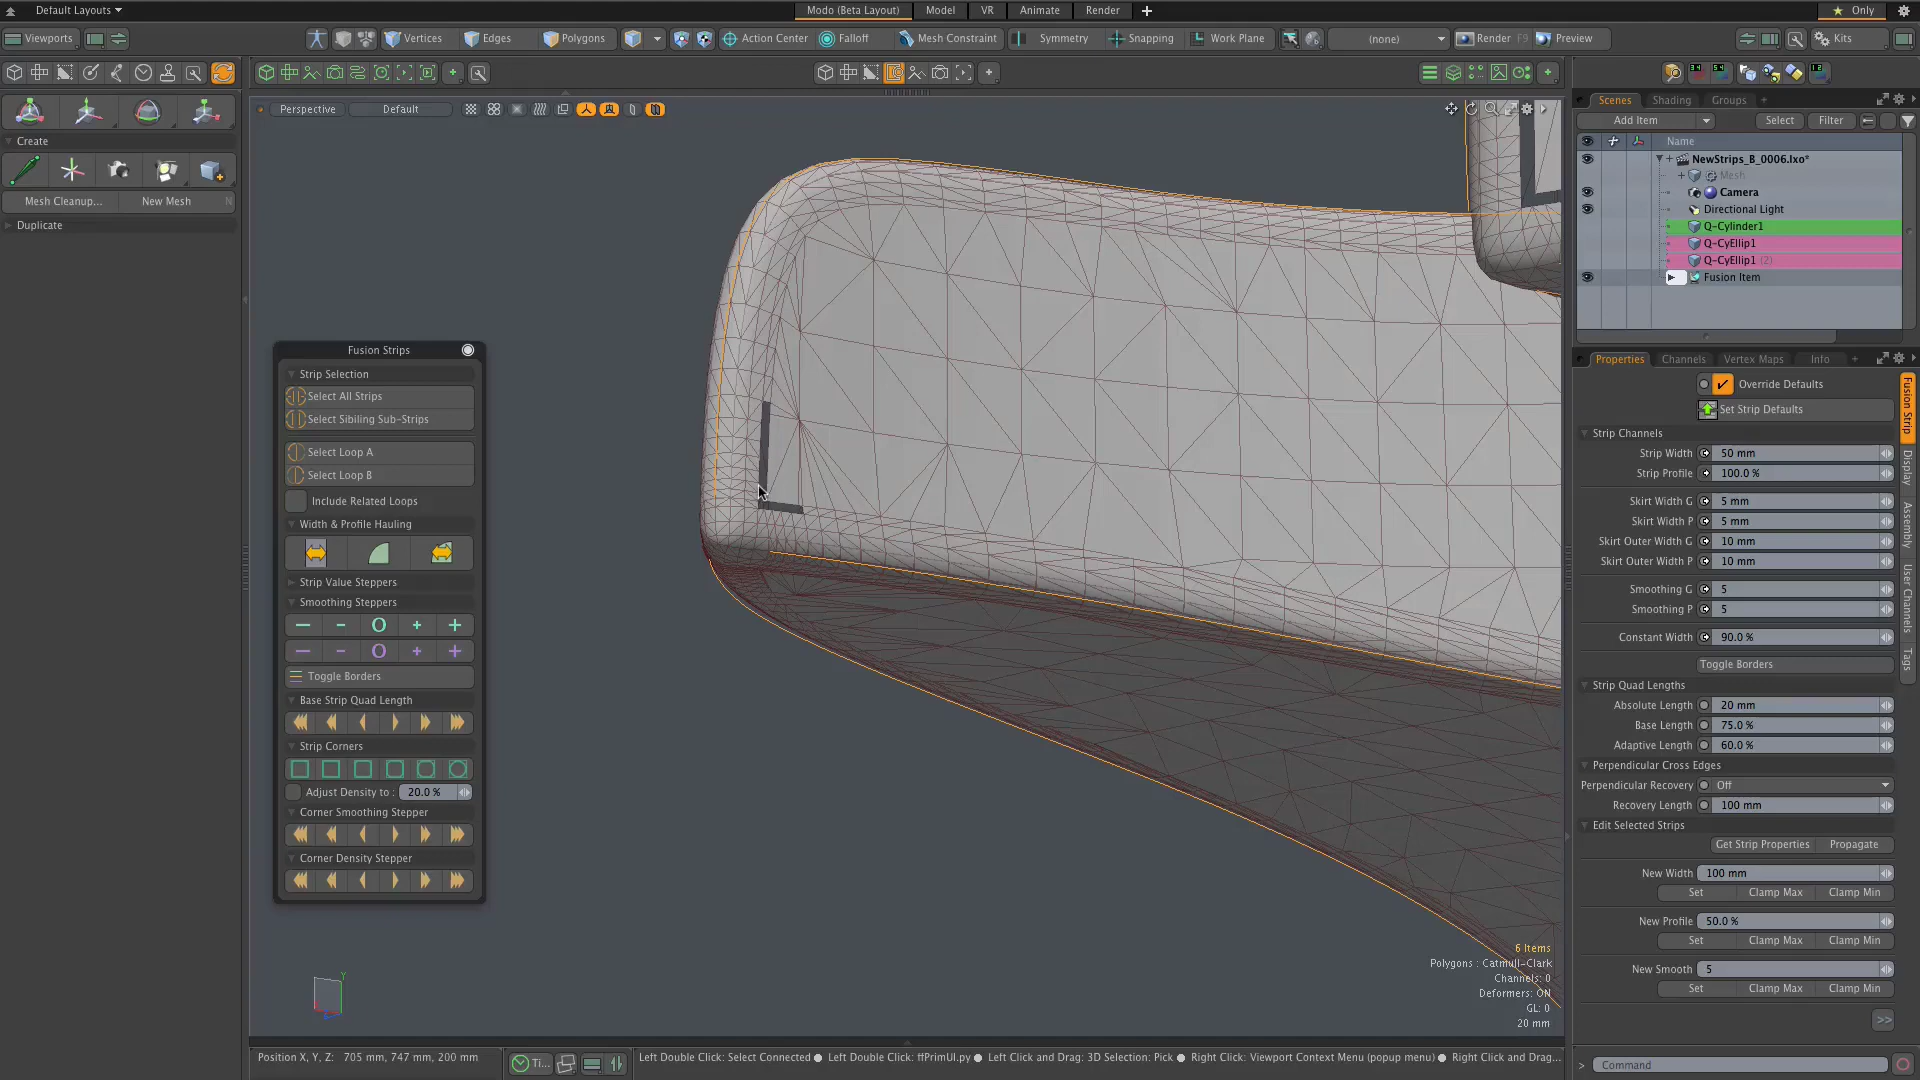 Default Layouts
Modo (Beta Layout)
Model
VR
Animate
Render
Only
Viewports
Vertices
Edges
Polygons
Action Center
Falloff
Mesh Constraint
Symmetry
Snapping
Work Plane
(none)
Render F9
Preview
Kits
Create
Mesh Cleanup...
New Mesh N
Duplicate
Perspective
Default
Fusion Strips
Strip Selection
Select All Strips
Select Sibiling Sub-Strips
Select Loop A
Select Loop B
Include Related Loops
Width & Profile Hauling
Strip Value Steppers
Smoothing Steppers
Toggle Borders
Base Strip Quad Length
Strip Corners
Adjust Density to : 20.0 %
Corner Smoothing Stepper
Corner Density Stepper
6 Items
Polygons : Catmull-Clark
Channels: 0
Deformers: ON
GL: 0
20 mm
Y
Position X, Y, Z: 705 mm, 747 mm, 200 mm
Ti...
Left Double Click: Select Connected ● Left Double Click: ffPrimUI.py ● Left Click and Drag: 3D Selection: Pick ● Right Click: Viewport Context Menu (popup menu) ● Right Click and Drag...
Scenes
Shading
Groups
Add Item
Select
Filter
Name
NewStrips_B_0006.lxo*
Mesh
Camera
Directional Light
Q-Cylinder1
Q-CyEllip1
Q-CyEllip1 (2)
Fusion Item
Properties
Channels
Vertex Maps
Info
Override Defaults
Set Strip Defaults
Strip Channels
Strip Width 50 mm
Strip Profile 100.0 %
Skirt Width G 5 mm
Skirt Width P 5 mm
Skirt Outer Width G 10 mm
Skirt Outer Width P 10 mm
Smoothing G 5
Smoothing P 5
Constant Width 90.0 %
Toggle Borders
Strip Quad Lengths
Absolute Length 20 mm
Base Length 75.0 %
Adaptive Length 60.0 %
Perpendicular Cross Edges
Perpendicular Recovery Off
Recovery Length 100 mm
Edit Selected Strips
Get Strip Properties
Propagate
New Width 100 mm
Set
Clamp Max
Clamp Min
New Profile 50.0 %
Set
Clamp Max
Clamp Min
New Smooth 5
Set
Clamp Max
Clamp Min
>>
Fusion Strip
Display
Assembly
User Channels
Tags
> Command